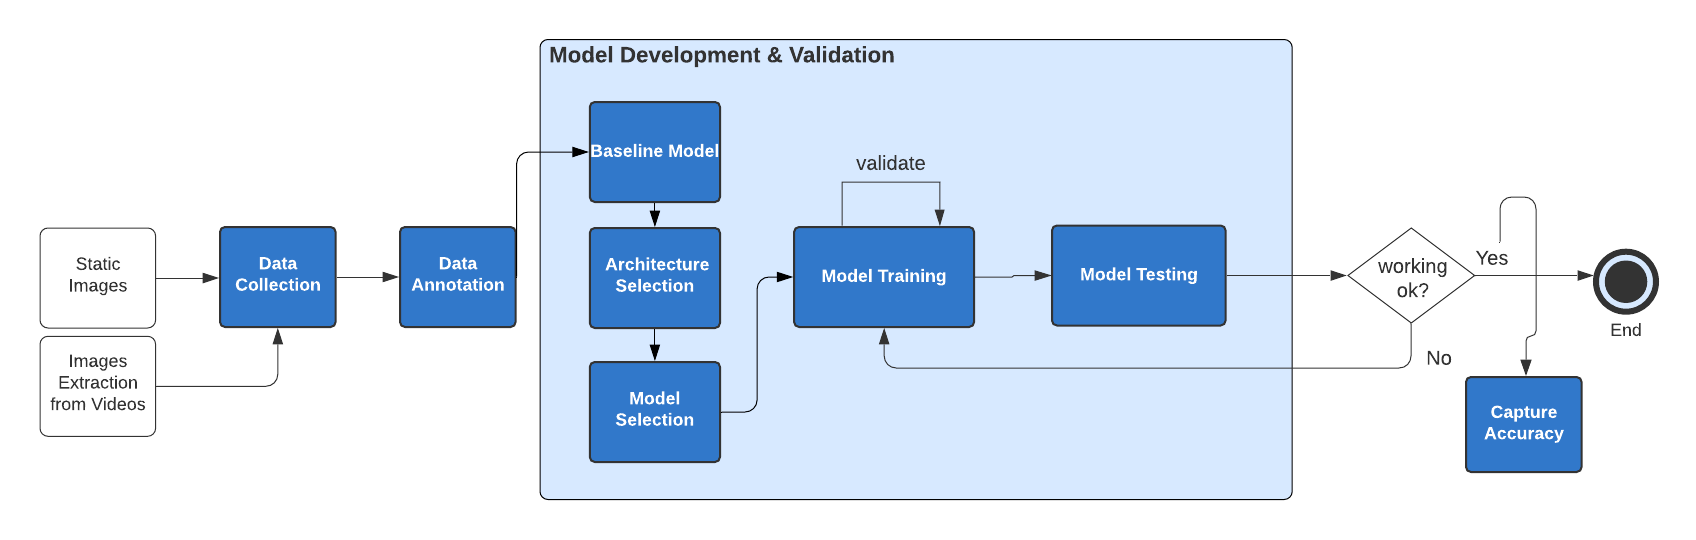 Model Development & Validation
Static
Images
Images
Extraction
from Videos
Data
Collection
Data
Annotation
Baseline Model
Architecture
Selection
Model
Selection
validate
Model Training
Model Testing
working
ok?
Yes
No
End
Capture
Accuracy